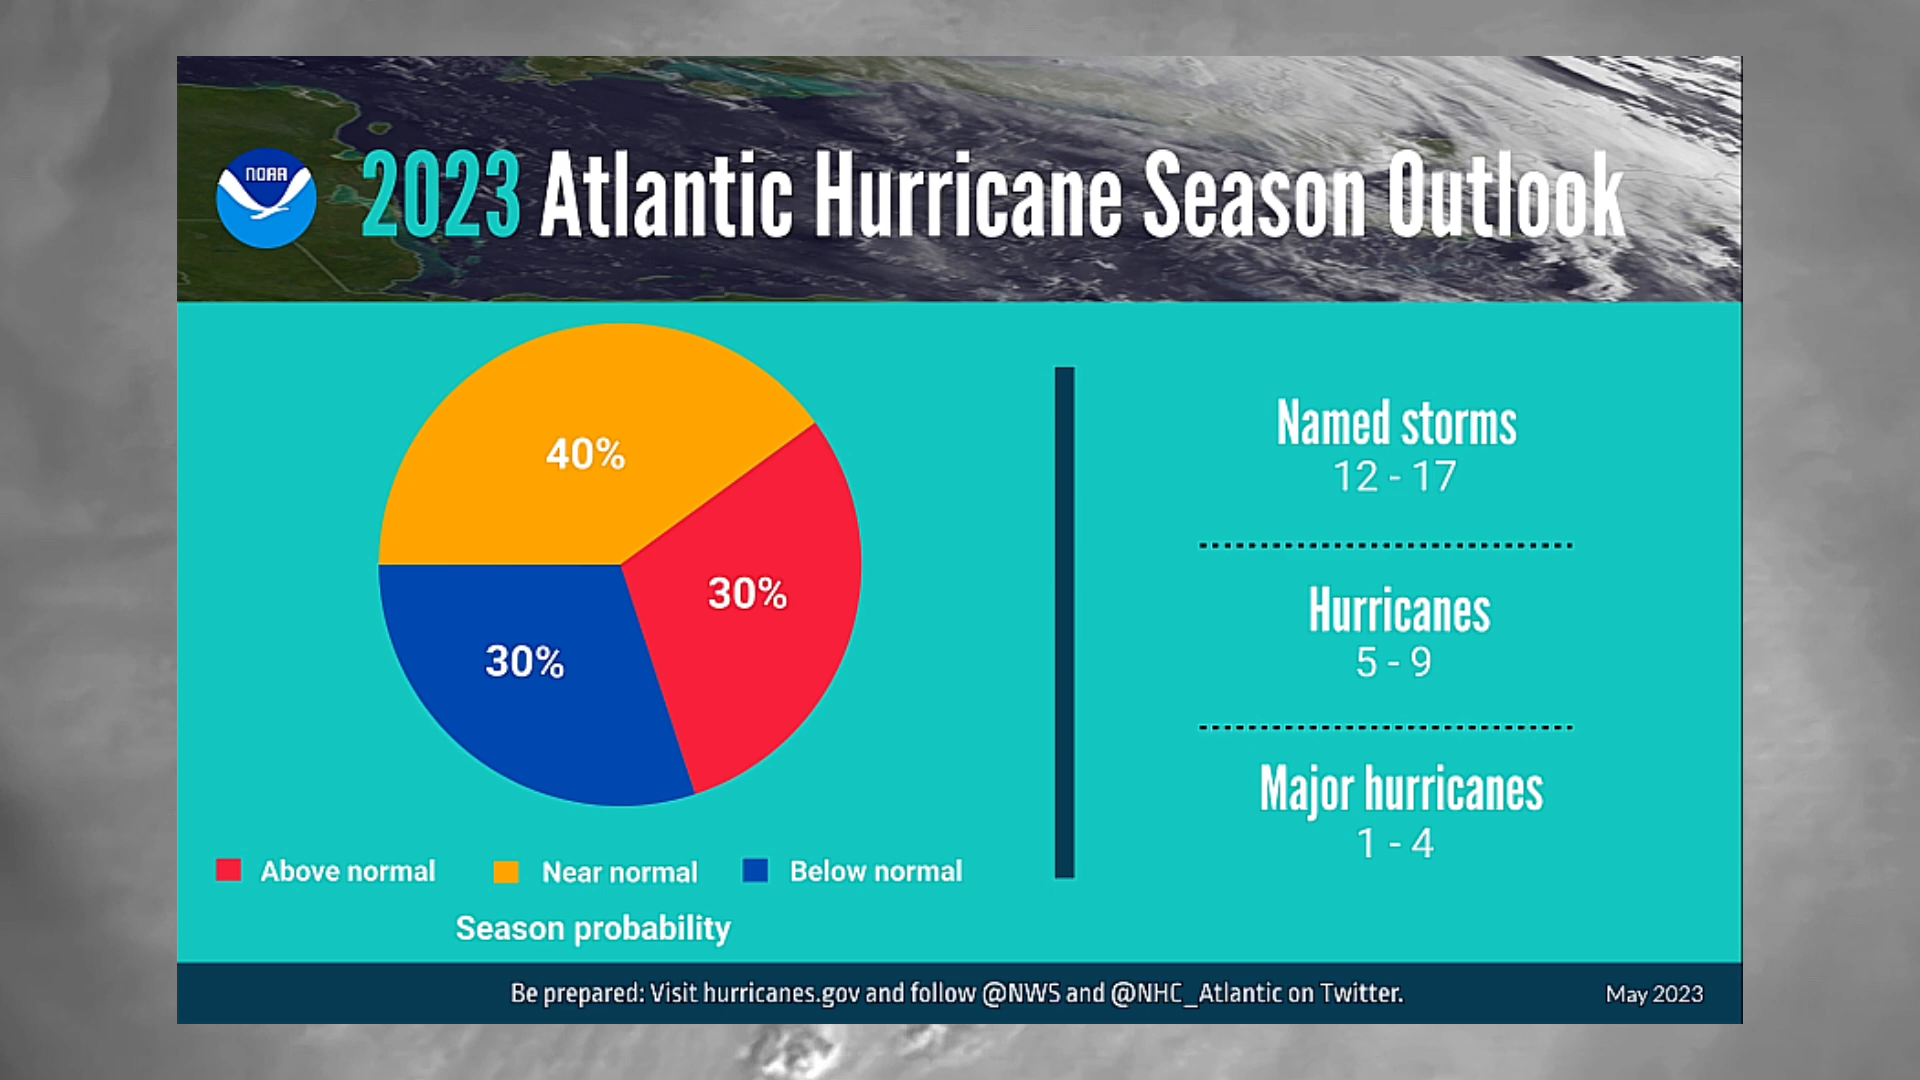 NOAA
2023 Atlantic Hurricane Season Outlook
40%
30%
30%
Above normal
Near normal
Below normal
Season probability
Named storms
12 - 17
Hurricanes
5 - 9
Major hurricanes
1 - 4
Be prepared: Visit hurricanes.gov and follow @NWS and @NHC_Atlantic on Twitter.
May 2023